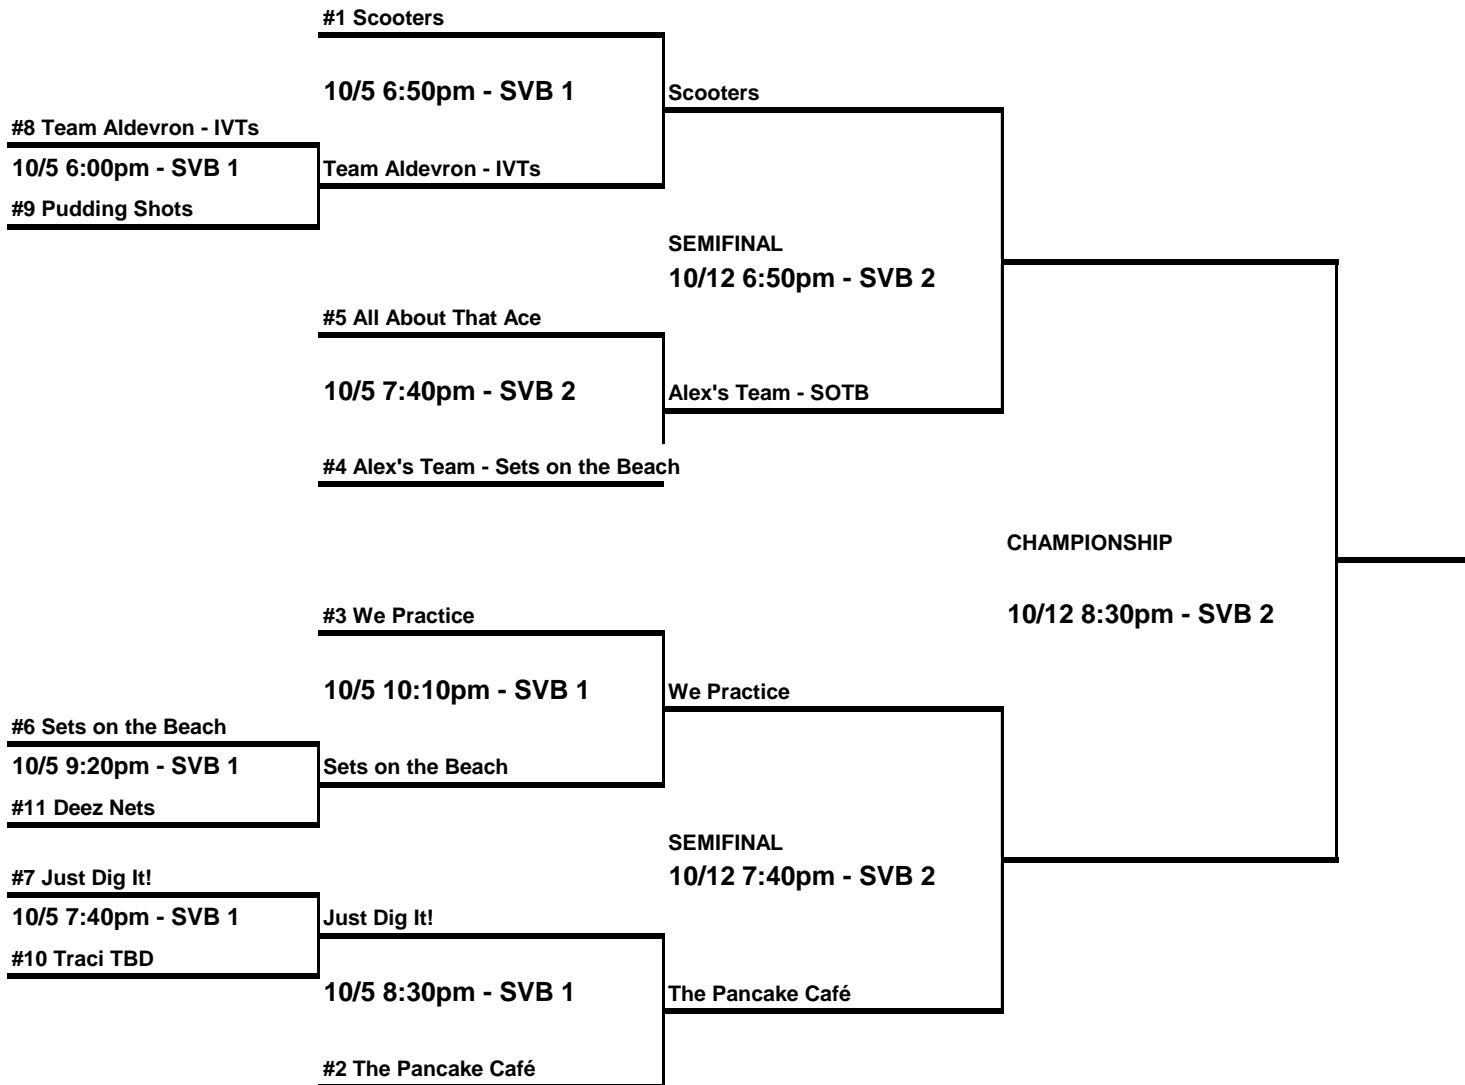 #1 Scooters
10/5 6:50pm - SVB 1
Scooters
#8 Team Aldevron - IVTs
10/5 6:00pm - SVB 1
Team Aldevron - IVTs
#9 Pudding Shots
SEMIFINAL
10/12 6:50pm - SVB 2
#5 All About That Ace
10/5 7:40pm - SVB 2
Alex's Team - SOTB
#4 Alex's Team - Sets on the Beach
CHAMPIONSHIP
10/12 8:30pm - SVB 2
#3 We Practice
10/5 10:10pm - SVB 1
We Practice
#6 Sets on the Beach
10/5 9:20pm - SVB 1
Sets on the Beach
#11 Deez Nets
SEMIFINAL
10/12 7:40pm - SVB 2
#7 Just Dig It!
10/5 7:40pm - SVB 1
Just Dig It!
#10 Traci TBD
10/5 8:30pm - SVB 1
The Pancake Café
#2 The Pancake Café